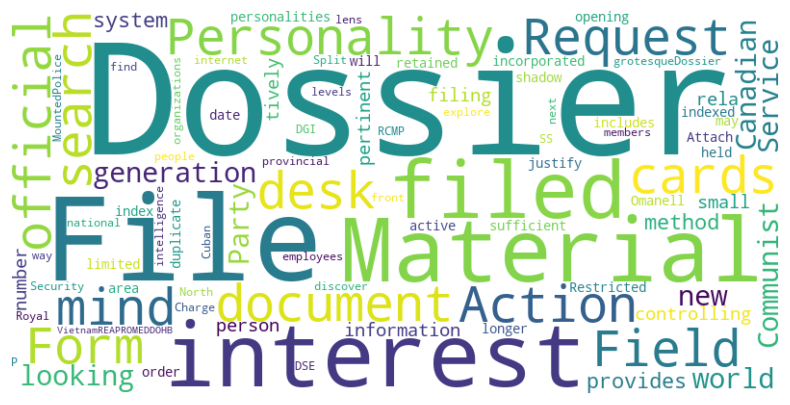 system personalities lens opening
Personality Request
official search Dossier Canadian Service
MountedPolice find organizations internet Split will retained incorporated shadow grotesqueDossier
date levels tively pertinent filing explore next includes rela indexed may
DGI RCMP SS members Attach held
people provincial justify
generation desk filed cards
national index duplicate intelligence Party front Omanell small
File Material method
way limited Cuban employees active sufficient Communist
number Security area North discover Restricted new
Royal mind Charge document Action controlling
VietnamREAPROMEDDOHB person information longer
Form interest Field
P looking order DSE provides world